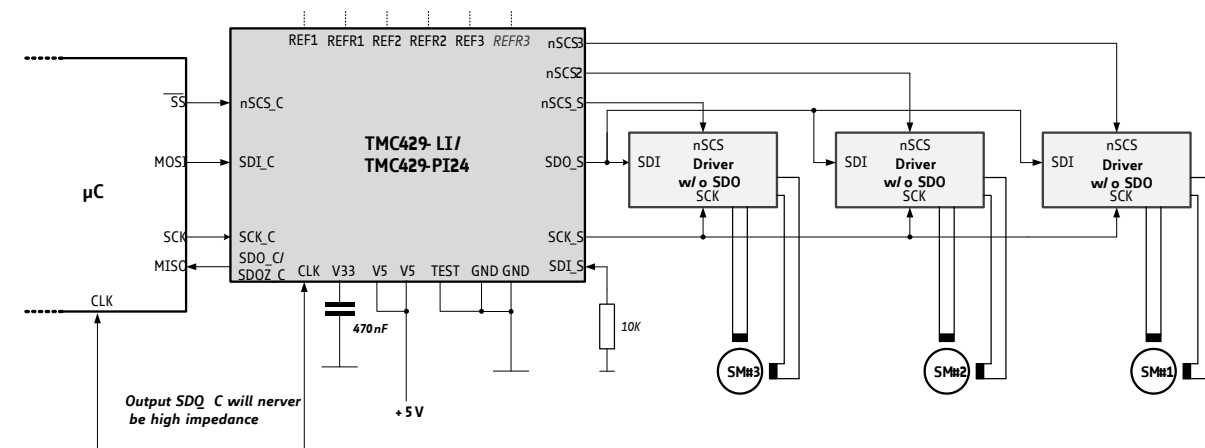 REF1 REFR1 REF2 REFR2 REF3 REFR3
nSCS3
nSCS2
SS nSCS_C nSCS_S
TMC429- LI/
TMC429-PI24
nSCS nSCS nSCS
MOSI SDI_C SDO_S SDI Driver SDI Driver SDI Driver
w/o SDO w/o SDO w/o SDO
µC
SCK SCK SCK
SCK SCK_C SCK_S
MISO SDO_C/
SDOZ_C CLK V33 V5 V5 TEST GND GND SDI_S
CLK
470nF
10K
SM#3 SM#2 SM#1
Output SDO_C will nerver
be high impedance
+ 5 V